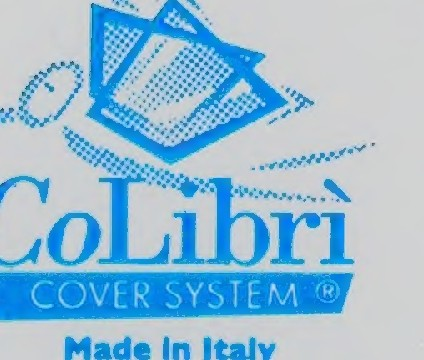 CoLibrì
COVER SYSTEM ®
Made in Italy